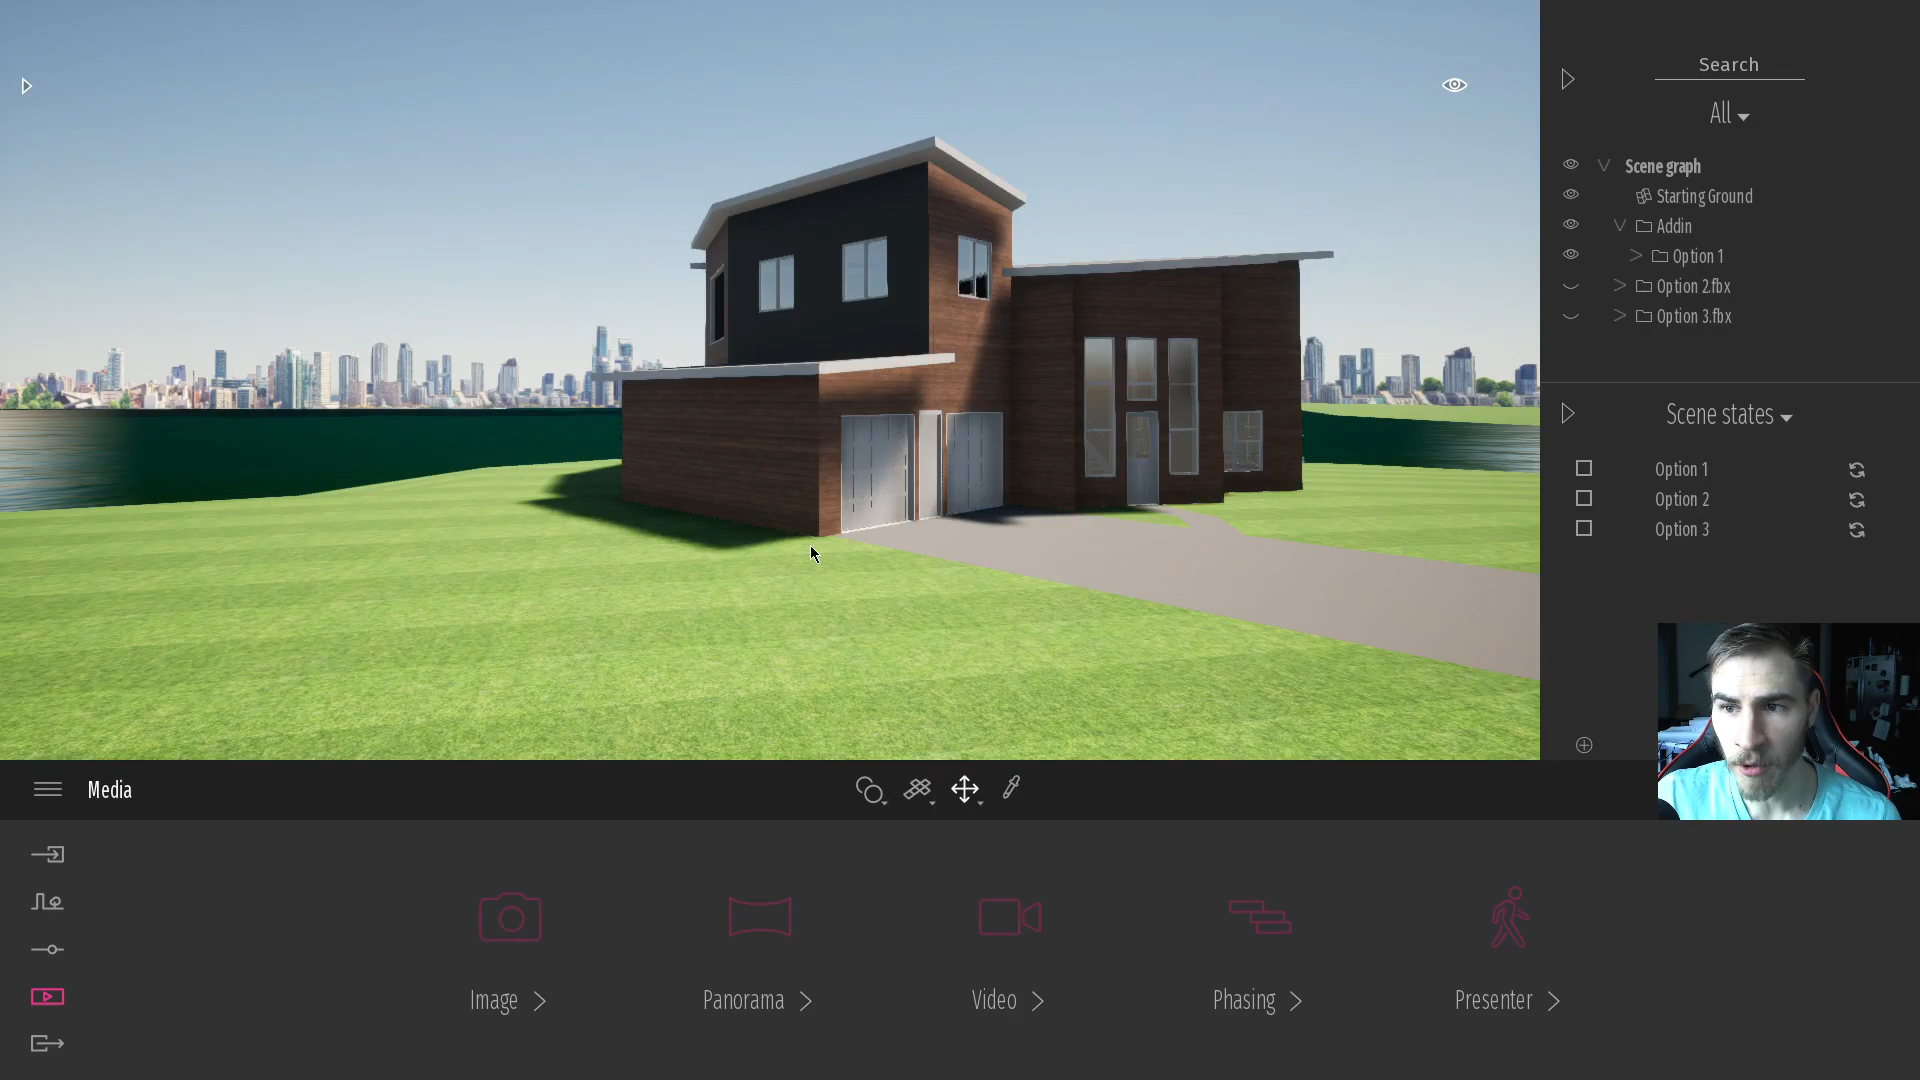 Search
All
Scene graph
Starting Ground
Addin
Option 1
Option 2.fbx
Option 3.fbx
Scene states
Option 1
Option 2
Option 3
Media
Image
Panorama
Video
Phasing
Presenter